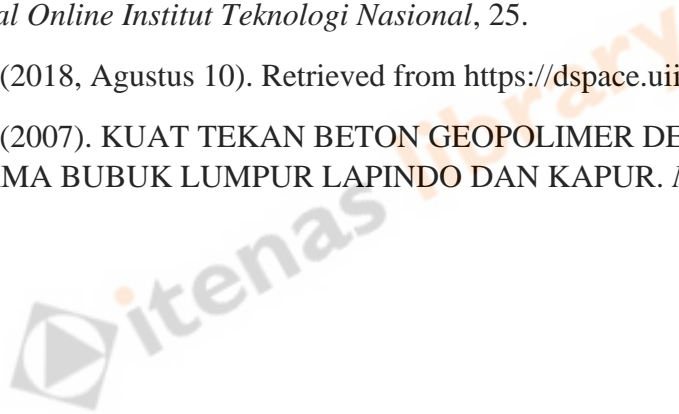 al Online Institut Teknologi Nasional, 25.
(2018, Agustus 10). Retrieved from https://dspace.uii
(2007). KUAT TEKAN BETON GEOPOLIMER DE
MA BUBUK LUMPUR LAPINDO DAN KAPUR.
itenas library